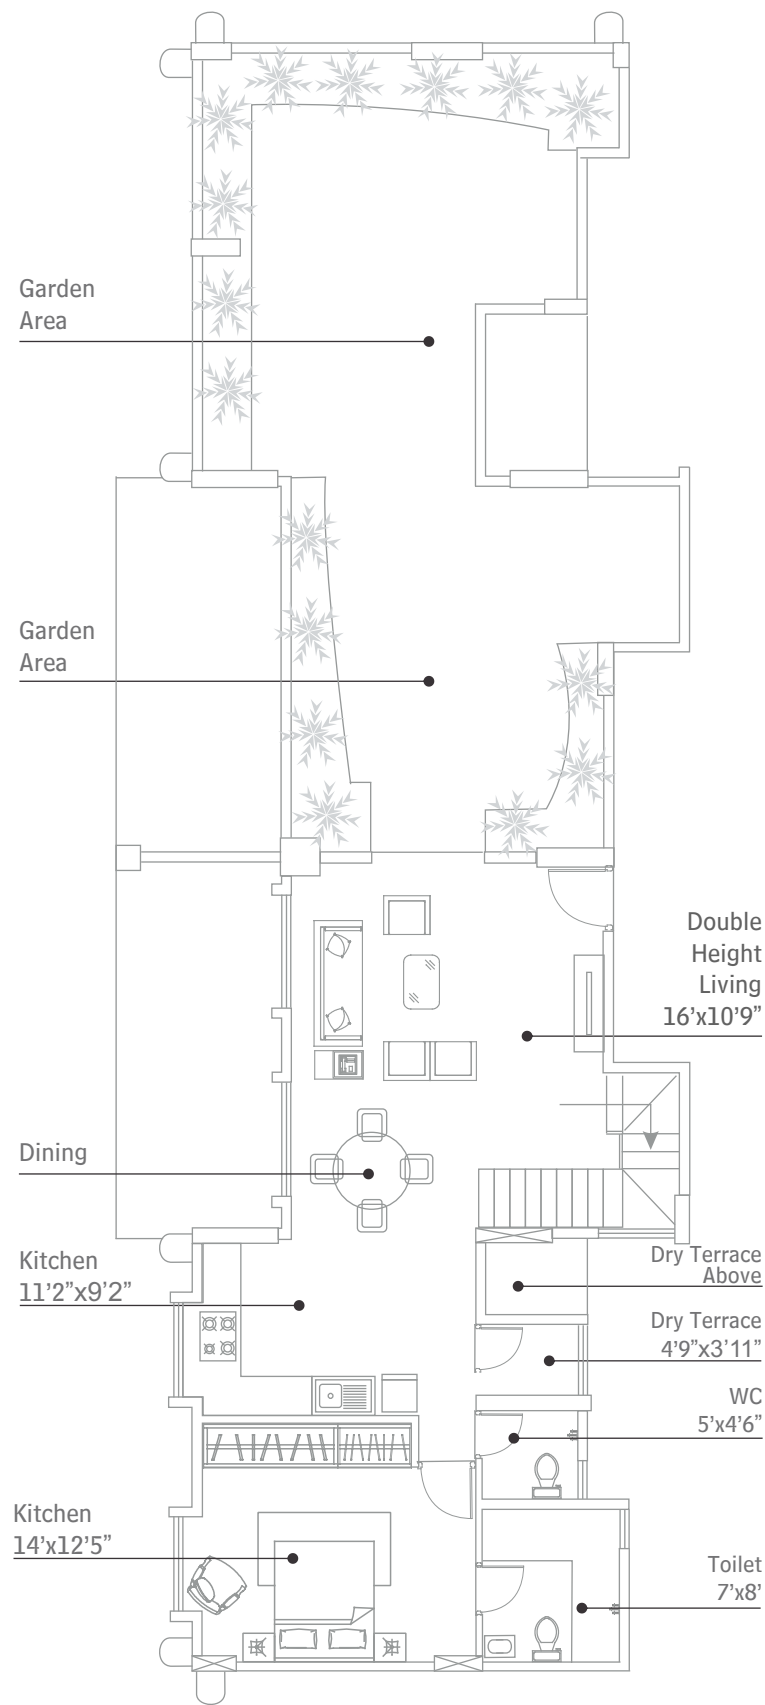 Garden
Area
Garden
Area
Double
Height
Living
16’x10’9”
Dining
Kitchen
11’2”x9’2”
Dry Terrace
Above
Dry Terrace
4’9”x3’11”
WC
5’x4’6”
Kitchen
14’x12’5”
Toilet
7’x8’